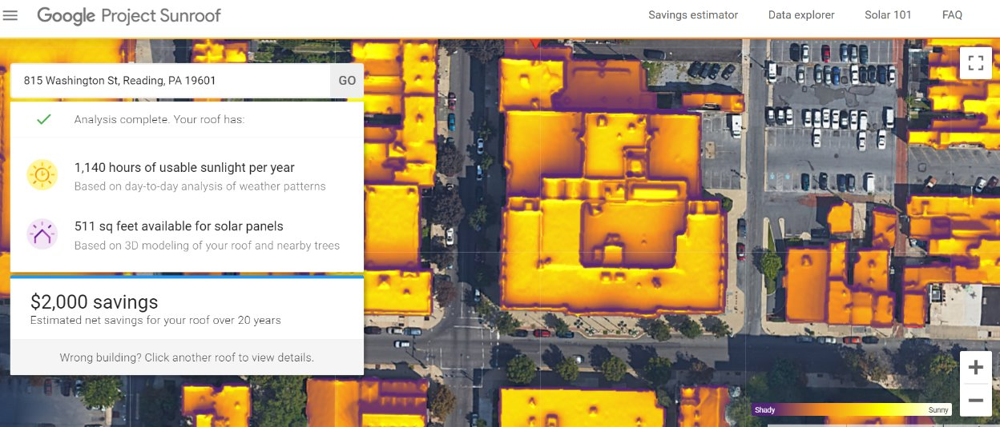 Google Project Sunroof
Savings estimator
Data explorer
Solar 101
FAQ
815 Washington St, Reading, PA 19601
GO
Analysis complete. Your roof has:
1,140 hours of usable sunlight per year
Based on day-to-day analysis of weather patterns
511 sq feet available for solar panels
Based on 3D modeling of your roof and nearby trees
$2,000 savings
Estimated net savings for your roof over 20 years
Wrong building? Click another roof to view details.
Shady
Sunny